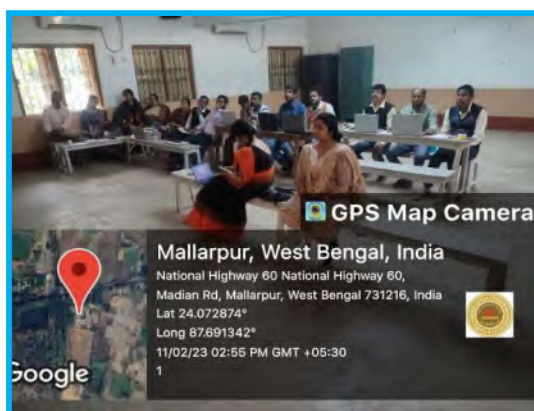 GPS Map Camera
Mallarpur, West Bengal, India
National Highway 60 National Highway 60,
Madian Rd, Mallarpur, West Bengal 731216, India
Lat 24.072874°
Long 87.691342°
11/02/23 02:55 PM GMT +05:30
1
Google